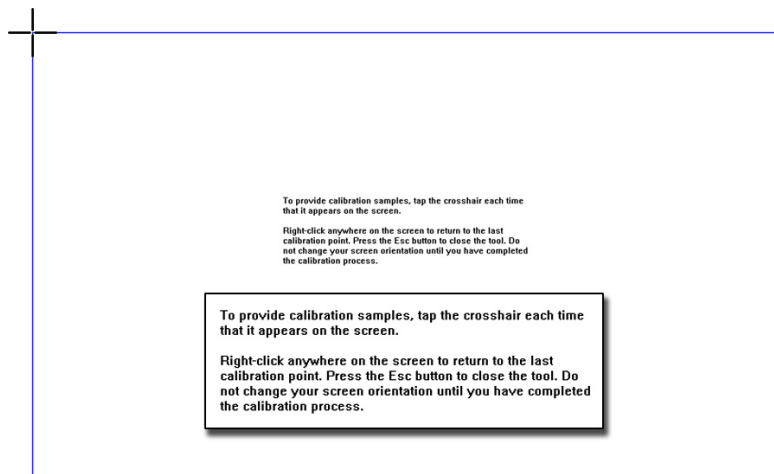 To provide calibration samples, tap the crosshair each time
that it appears on the screen.
Right-click anywhere on the screen to return to the last
calibration point. Press the Esc button to close the tool. Do
not change your screen orientation until you have completed
the calibration process.
To provide calibration samples, tap the crosshair each time
that it appears on the screen.
Right-click anywhere on the screen to return to the last
calibration point. Press the Esc button to close the tool. Do
not change your screen orientation until you have completed
the calibration process.